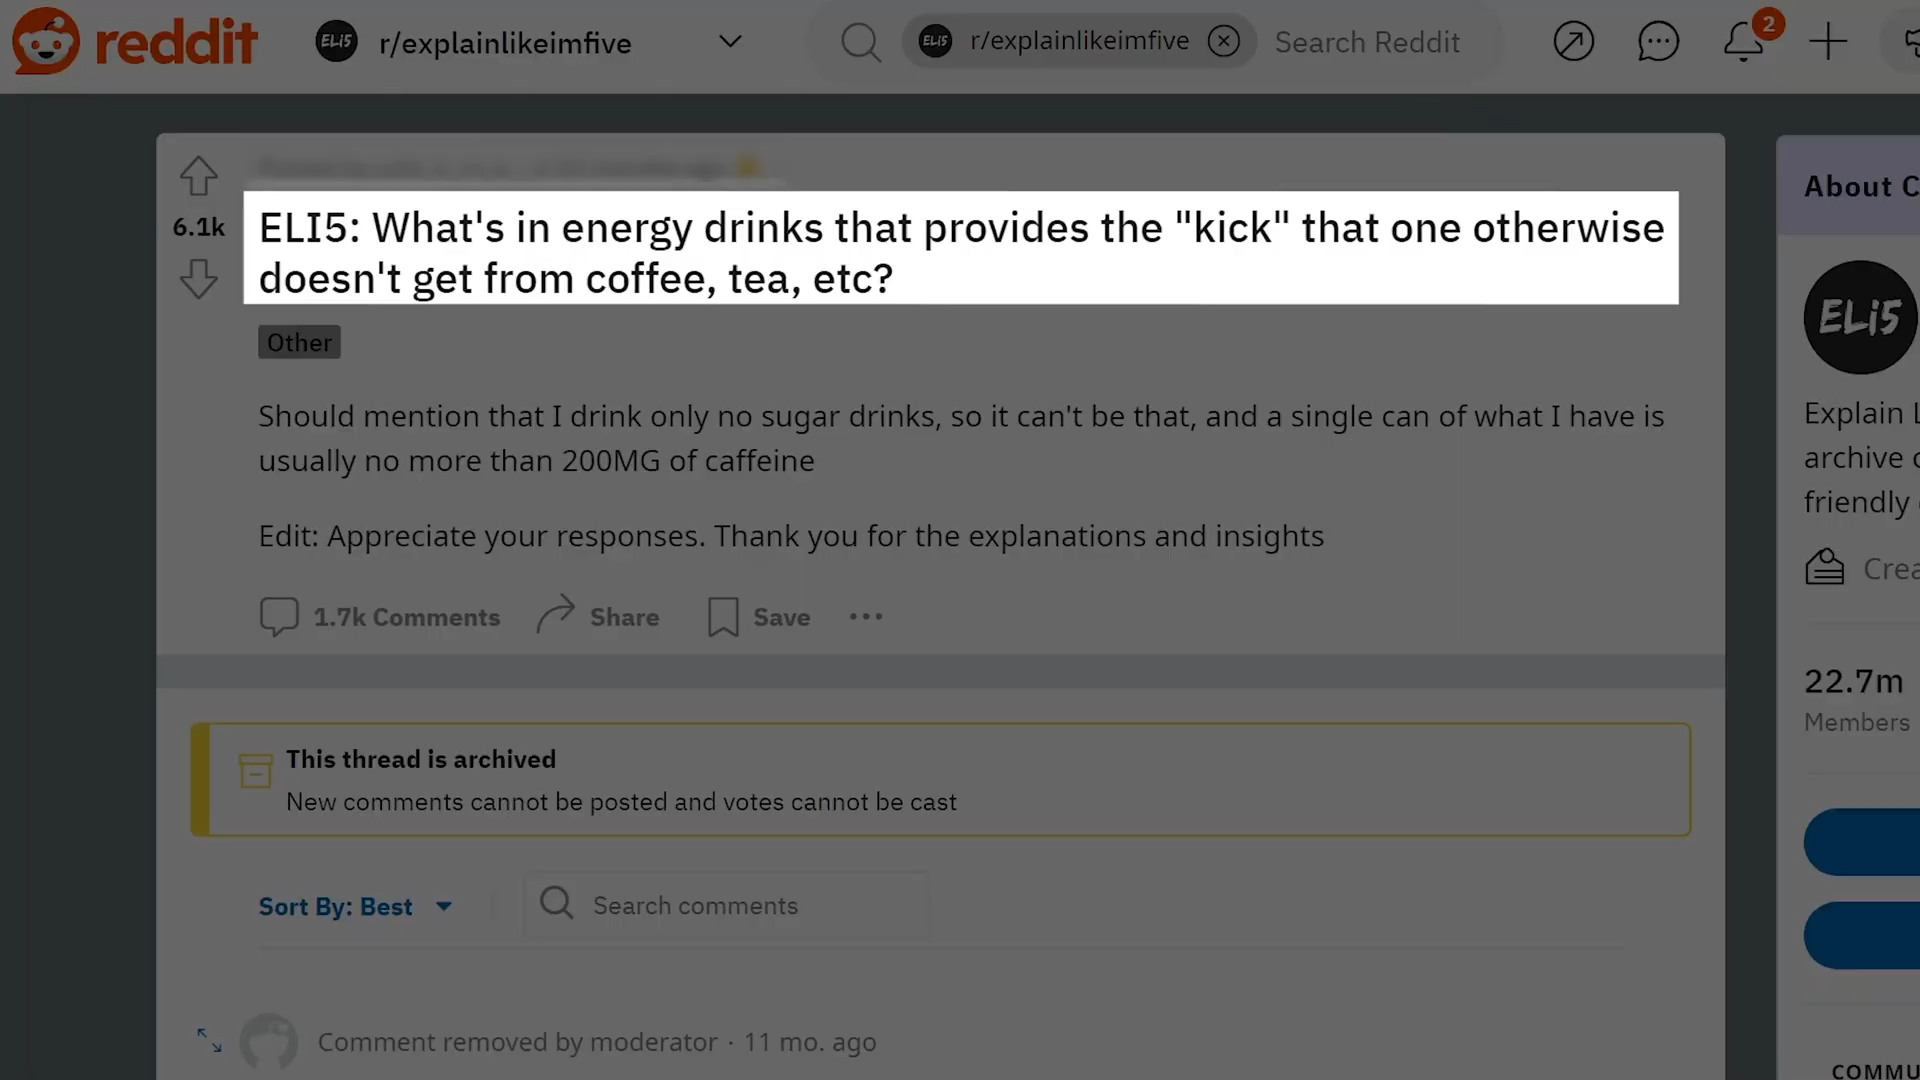 reddit
ELI5
r/explainlikeimfive
ELI5
r/explainlikeimfive
Search Reddit
2
6.1k
ELI5: What's in energy drinks that provides the "kick" that one otherwise
doesn't get from coffee, tea, etc?
Other
Should mention that I drink only no sugar drinks, so it can't be that, and a single can of what I have is
usually no more than 200MG of caffeine
Edit: Appreciate your responses. Thank you for the explanations and insights
1.7k Comments
Share
Save
This thread is archived
New comments cannot be posted and votes cannot be cast
Sort By: Best
Search comments
Comment removed by moderator · 11 mo. ago
About C
ELi5
Explain L
archive
friendly
Crea
22.7m
Members
COMMU